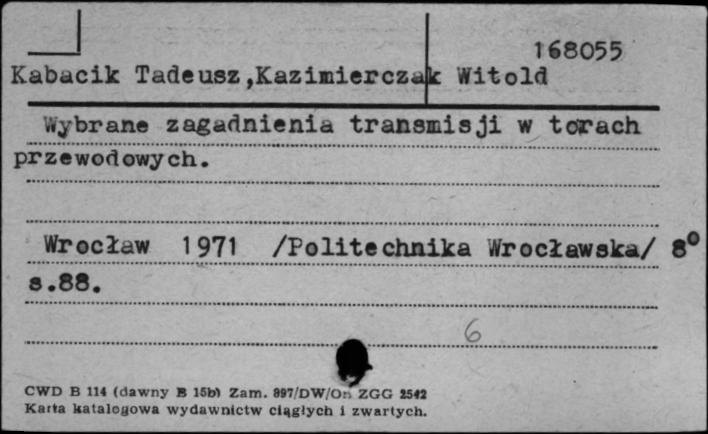 168055
Kabacik Tadeusz,Kazimierczak Witold
Wybrane zagadnienia transmisji w torach
przewodowych.
Wrocław 1971 /Politechnika Wrocławska/ 8°
s.88.
6
CWD B 114 (dawny B 15b) Zam. 897/DW/On ZGG 2542
Karta katalogowa wydawnictw ciągłych i zwartych.